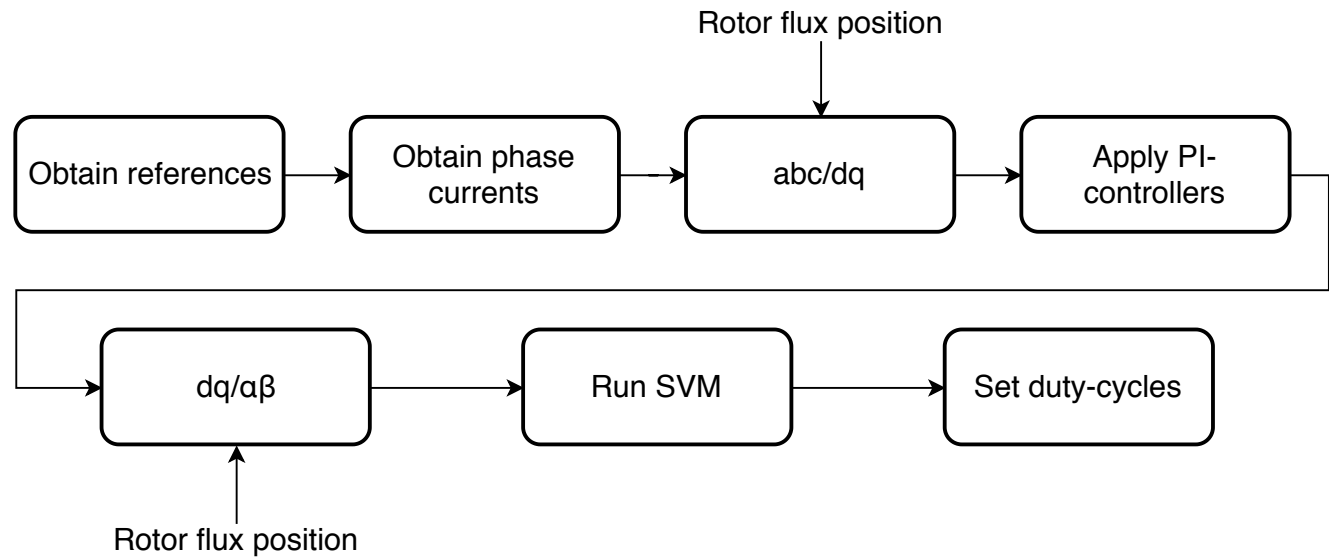 Rotor flux position
Obtain references
Obtain phase
currents
abc/dq
Apply PI-
controllers
dq/αβ
Run SVM
Set duty-cycles
Rotor flux position